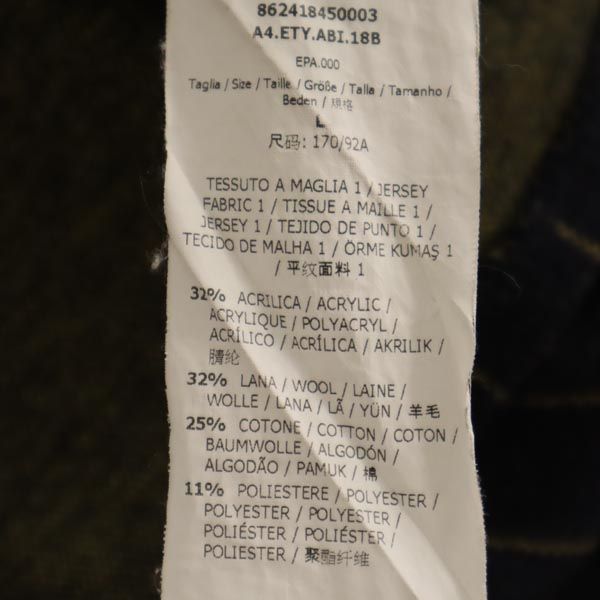 862418450003
A4.ETY.ABI.18B
EPA.000
Taglia / Size / Taille / Größe / Talla / Tamanho /
Beden / 規格
L
尺码: 170/92A
TESSUTO A MAGLIA 1 / JERSEY
FABRIC 1 / TISSUE A MAILLE 1 /
JERSEY 1 / TEJIDO DE PUNTO 1 /
TECIDO DE MALHA 1 / ÖRME KUMAŞ 1
/ 平纹面料 1
32% ACRILICA / ACRYLIC /
ACRYLIQUE / POLYACRYL /
ACRÍLICO / ACRÍLICA / AKRILIK /
腈纶
32% LANA / WOOL / LAINE /
WOLLE / LANA / LÃ / YÜN / 羊毛
25% COTONE / COTTON / COTON /
BAUMWOLLE / ALGODÓN /
ALGODÃO / PAMUK / 棉
11% POLIESTERE / POLYESTER /
POLYESTER / POLYESTER /
POLIÉSTER / POLIÉSTER /
POLIESTER / 聚酯纤维